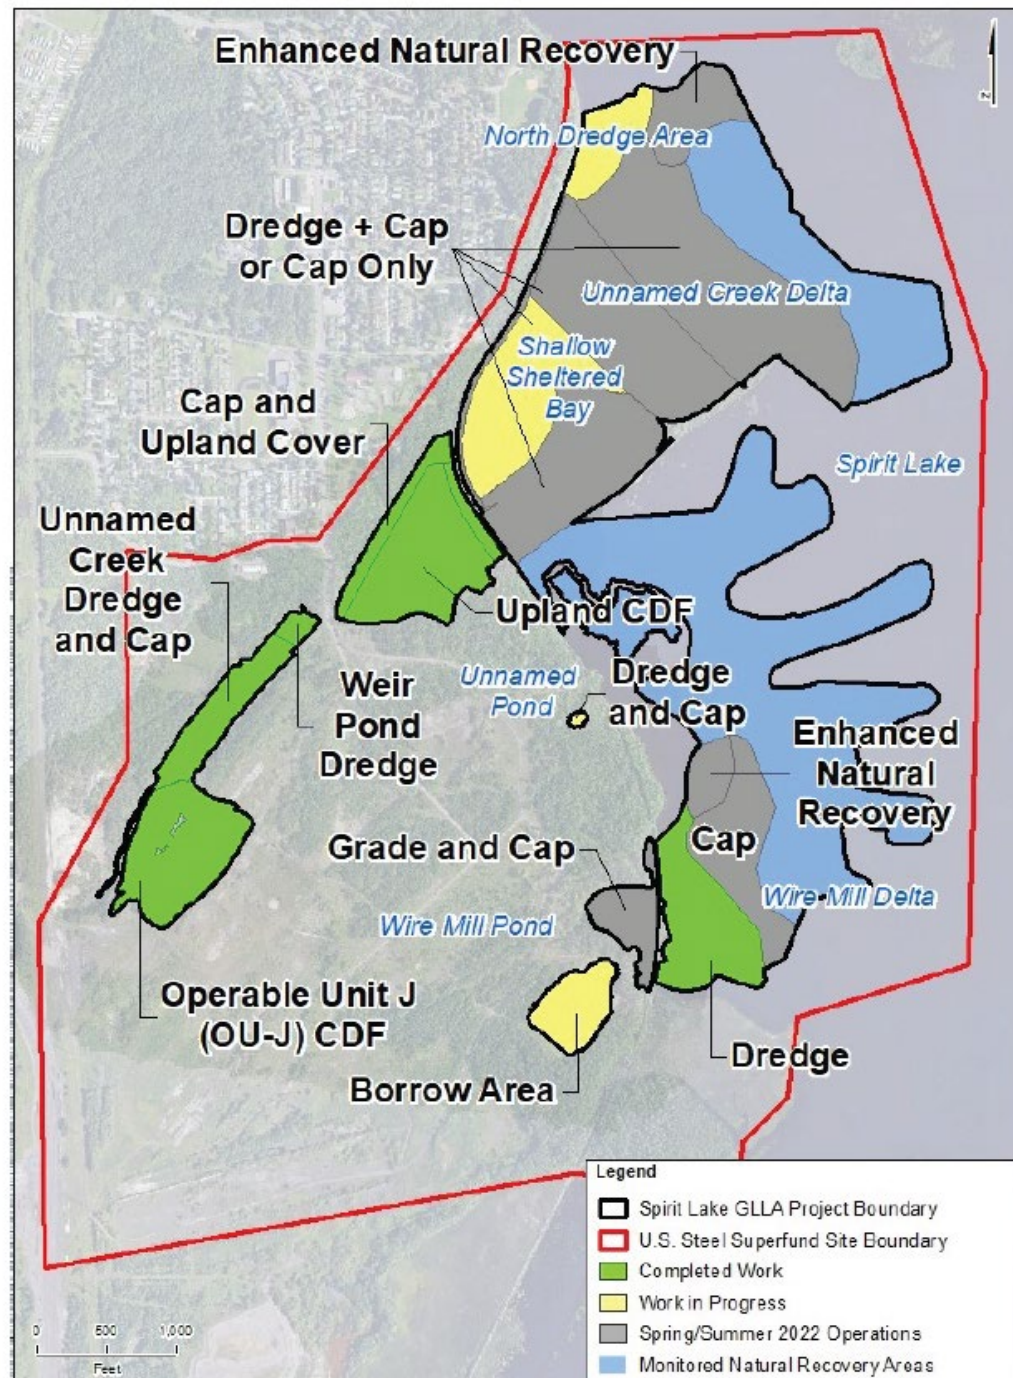 Enhanced Natural Recovery
N
North Dredge Area
Dredge + Cap
or Cap Only
Unnamed Creek Delta
Shallow
Sheltered
Bay
Cap and
Upland Cover
Spirit Lake
Unnamed
Creek
Dredge
and Cap
Upland CDF
Unnamed
Pond
Dredge
and Cap
Weir
Pond
Dredge
Enhanced
Natural
Recovery
Cap
Grade and Cap
Wire Mill Delta
Wire Mill Pond
Operable Unit J
(OU-J) CDF
Dredge
Borrow Area
Legend
Spirit Lake GLLA Project Boundary
U.S. Steel Superfund Site Boundary
Completed Work
Work in Progress
Spring/Summer 2022 Operations
Monitored Natural Recovery Areas
0 500 1,000
Feet